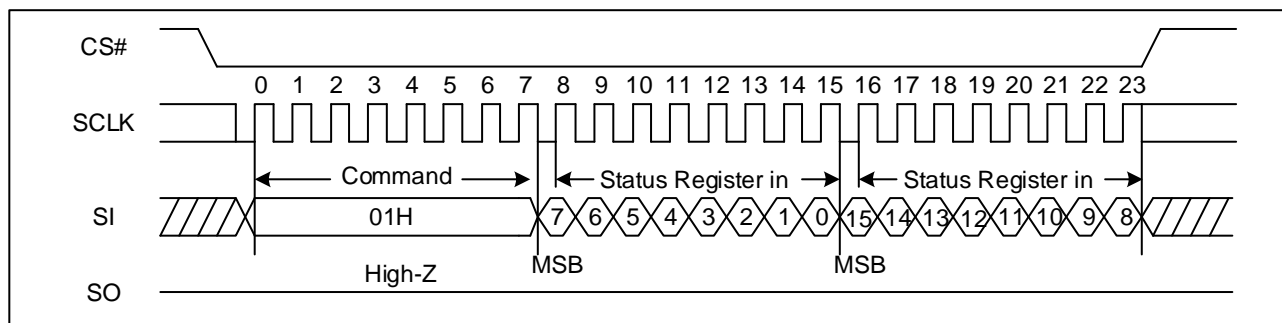 CS#
0 1 2 3 4 5 6 7 8 9 10 11 12 13 14 15 16 17 18 19 20 21 22 23
SCLK
Command Status Register in Status Register in
SI 01H 7 6 5 4 3 2 1 0 15 14 13 12 11 10 9 8
MSB MSB
High-Z
SO